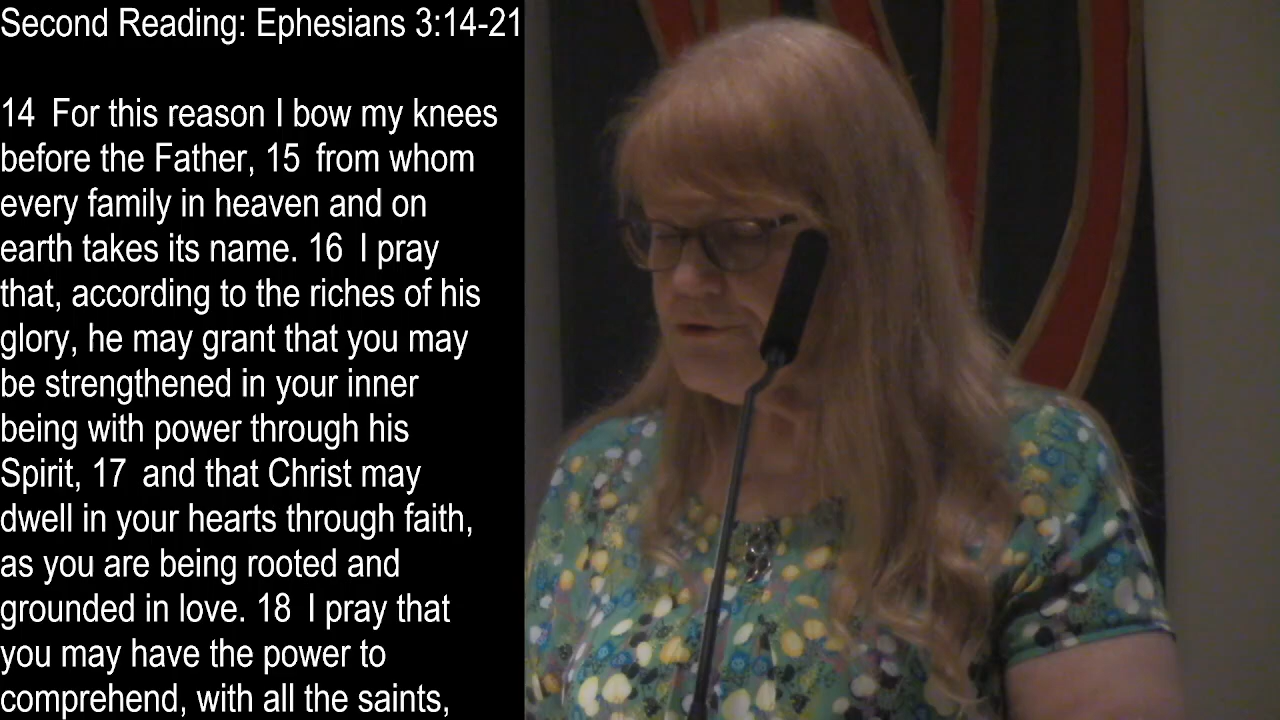 Second Reading: Ephesians 3:14-21
14 For this reason I bow my knees
before the Father, 15 from whom
every family in heaven and on
earth takes its name. 16 I pray
that, according to the riches of his
glory, he may grant that you may
be strengthened in your inner
being with power through his
Spirit, 17 and that Christ may
dwell in your hearts through faith,
as you are being rooted and
grounded in love. 18 I pray that
you may have the power to
comprehend, with all the saints,